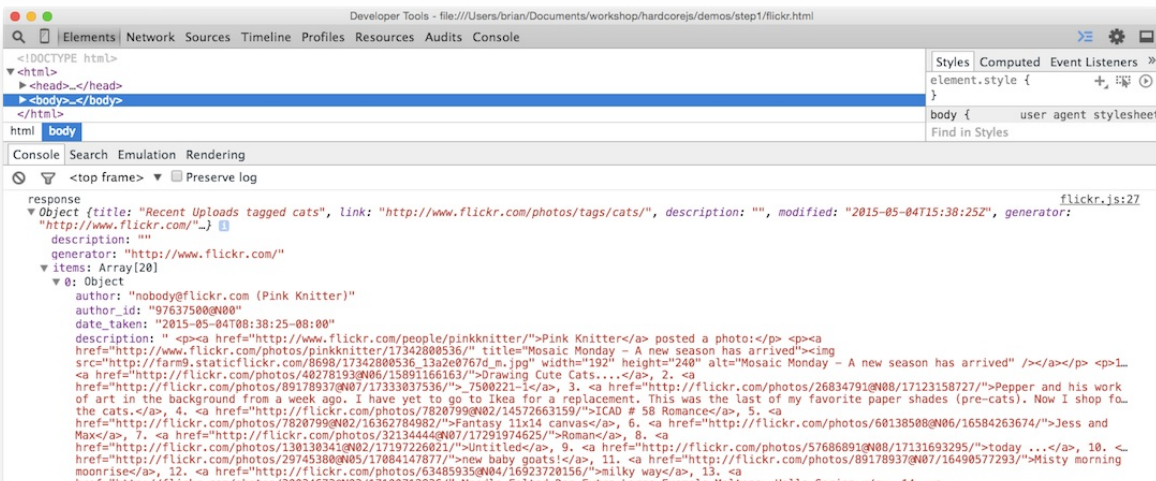 Developer Tools - file:///Users/brian/Documents/workshop/hardcorejs/demos/step1/flickr.html
Elements Network Sources Timeline Profiles Resources Audits Console
<!DOCTYPE html>
▼<html>
▶<head>…</head>
▶<body>…</body>
</html>
html body
Styles Computed Event Listeners »
element.style {
}
body { user agent stylesheet
Find in Styles
Console Search Emulation Rendering
<top frame> ▼ Preserve log
response flickr.js:27
▼ Object {title: "Recent Uploads tagged cats", link: "http://www.flickr.com/photos/tags/cats/", description: "", modified: "2015-05-04T15:38:25Z", generator:
"http://www.flickr.com/"…}
description: ""
generator: "http://www.flickr.com/"
▼ items: Array[20]
▼ 0: Object
author: "nobody@flickr.com (Pink Knitter)"
author_id: "97637500@N00"
date_taken: "2015-05-04T08:38:25-08:00"
description: " <p><a href="http://www.flickr.com/people/pinkknitter/">Pink Knitter</a> posted a photo:</p> <p><a
href="http://www.flickr.com/photos/pinkknitter/17342800536/" title="Mosaic Monday - A new season has arrived"><img
src="http://farm9.staticflickr.com/8698/17342800536_13a2e0767d_m.jpg" width="192" height="240" alt="Mosaic Monday - A new season has arrived" /></a></p> <p>1…
<a href="http://flickr.com/photos/40278193@N06/15891166163/">Drawing Cute Cats....</a>, 2. <a
href="http://flickr.com/photos/89178937@N07/17333037536/">_7500221-1</a>, 3. <a href="http://flickr.com/photos/26834791@N08/17123158727/">Pepper and his work
of art in the background from a week ago. I have yet to go to Ikea for a replacement. This was the last of my favorite paper shades (pre-cats). Now I shop fo…
the cats.</a>, 4. <a href="http://flickr.com/photos/7820799@N02/14572663159/">ICAD # 58 Romance</a>, 5. <a
href="http://flickr.com/photos/7820799@N02/16362784982/">Fantasy 11x14 canvas</a>, 6. <a href="http://flickr.com/photos/60138508@N06/16584263674/">Jess and
Max</a>, 7. <a href="http://flickr.com/photos/32134444@N07/17291974625/">Roman</a>, 8. <a
href="http://flickr.com/photos/130130341@N02/17197226021/">Untitled</a>, 9. <a href="http://flickr.com/photos/57686891@N08/17131693295/">today ...</a>, 10. <…
href="http://flickr.com/photos/29745380@N05/17084147877/">new baby goats!</a>, 11. <a href="http://flickr.com/photos/89178937@N07/16490577293/">Misty morning
moonrise</a>, 12. <a href="http://flickr.com/photos/63485935@N04/16923720156/">milky way</a>, 13. <a